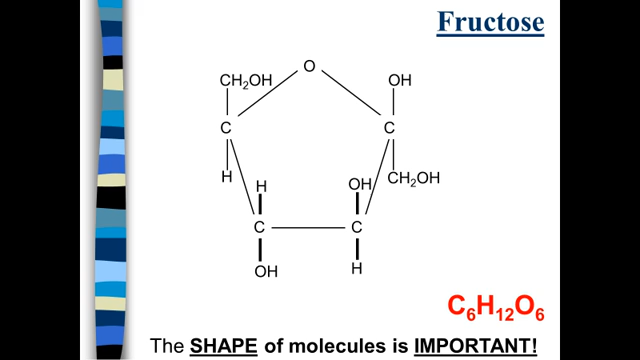 Fructose
O
CH₂OH OH
C C
H CH₂OH
H OH
C C
OH H
C₆H₁₂O₆
The SHAPE of molecules is IMPORTANT!